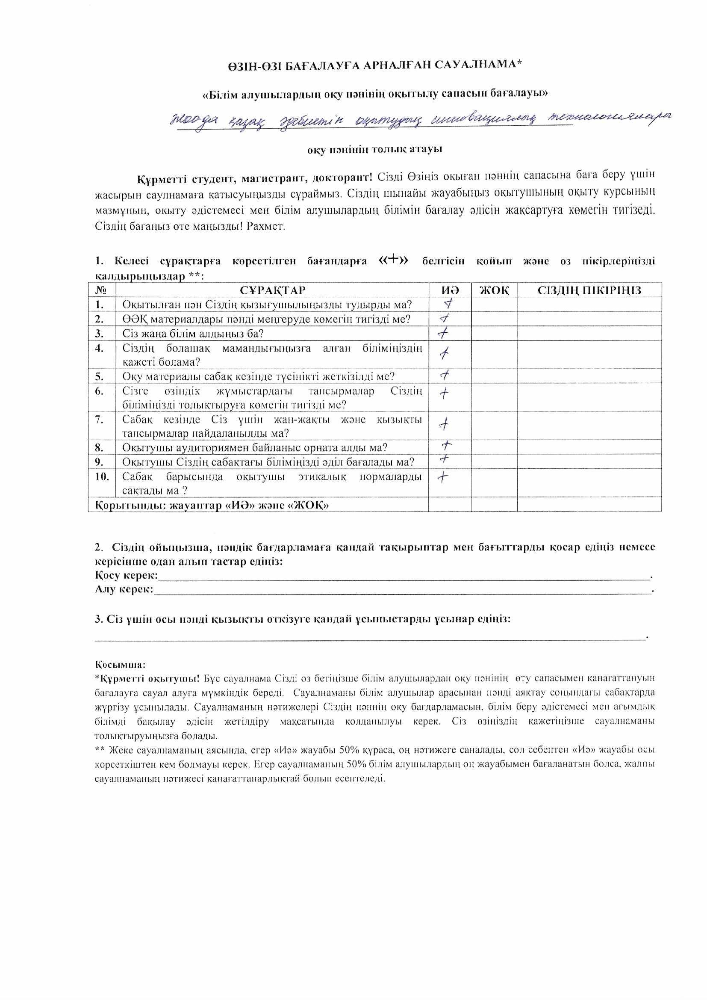 ӨЗІН-ӨЗІ БАҒАЛАУҒА АРНАЛҒАН САУАЛНАМА*
«Білім алушылардың оқу пәнінің оқытылу сапасын бағалауы»
Жоо-да қазақ әдебиетін оқытудың инновациялық технологиялары
оқу пәнінің толық атауы
Құрметті студент, магистрант, докторант! Сізді Өзіңіз оқыған пәннің сапасына баға беру үшін
жасырын саулнамаға қатысуыңызды сұраймыз. Сіздің шынайы жауабыңыз оқытушының оқыту курсының
мазмұнын, оқыту әдістемесі мен білім алушылардың білімін бағалау әдісін жақсартуға көмегін тигізеді.
Сіздің бағаңыз өте маңызды! Рахмет.
1. Келесі сұрақтарға көрсетілген бағандарға «+» белгісін қойып және өз пікірлеріңізді
қалдырыңыздар **:
№ СҰРАҚТАР ИӘ ЖОҚ СІЗДІҢ ПІКІРІҢІЗ
1. Оқытылған пән Сіздің қызығушылыңызды тудырды ма? +
2. ӨӘҚ материалдары пәнді меңгеруде көмегін тигізді ме? +
3. Сіз жаңа білім алдыңыз ба? +
4. Сіздің болашақ мамандығыңызға алған біліміңіздің +
қажеті болама?
5. Оқу материалы сабақ кезінде түсінікті жеткізілді ме? +
6. Сізге өзіндік жұмыстардағы тапсырмалар Сіздің +
біліміңізді толықтыруға көмегін тигізді ме?
7. Сабақ кезінде Сіз үшін жан-жақты және қызықты +
тапсырмалар пайдаланылды ма?
8. Оқытушы аудиториямен байланыс орната алды ма? +
9. Оқытушы Сіздің сабақтағы біліміңізді әділ бағалады ма? +
10. Сабақ барысында оқытушы этикалық нормаларды +
сақтады ма ?
Қорытынды: жауаптар «ИӘ» және «ЖОҚ»
2. Сіздің ойыңызша, пәндік бағдарламаға қандай тақырыптар мен бағыттарды қосар едіңіз немесе
керісінше одан алып тастар едіңіз:
Қосу керек:.
Алу керек:.
3. Сіз үшін осы пәнді қызықты өткізуге қандай ұсыныстарды ұсынар едіңіз:
.
Қосымша:
*Құрметті оқытушы! Бұс сауалнама Сізді өз бетіңізше білім алушылардан оқу пәнінің өту сапасымен қанағаттануын
бағалауға сауал алуға мүмкіндік береді. Сауалнаманы білім алушылар арасынан пәнді аяқтау соңындағы сабақтарда
жүргізу ұсынылады. Сауалнаманың нәтижелері Сіздің пәннің оқу бағдарламасын, білім беру әдістемесі мен ағымдық
білімді бақылау әдісін жетілдіру мақсатында қолданылуы керек. Сіз өзіңіздің қажетіңізше сауалнаманы
толықтыруыңызға болады.
** Жеке сауалнаманың аясында, егер «Иә» жауабы 50% құраса, оң нәтижеге саналады, сол себептен «Иә» жауабы осы
көрсеткіштен кем болмауы керек. Егер сауалнаманың 50% білім алушылардың оң жауабымен бағаланатын болса, жалпы
сауалнаманың нәтижесі қанағаттанарлықтай болып есептеледі.